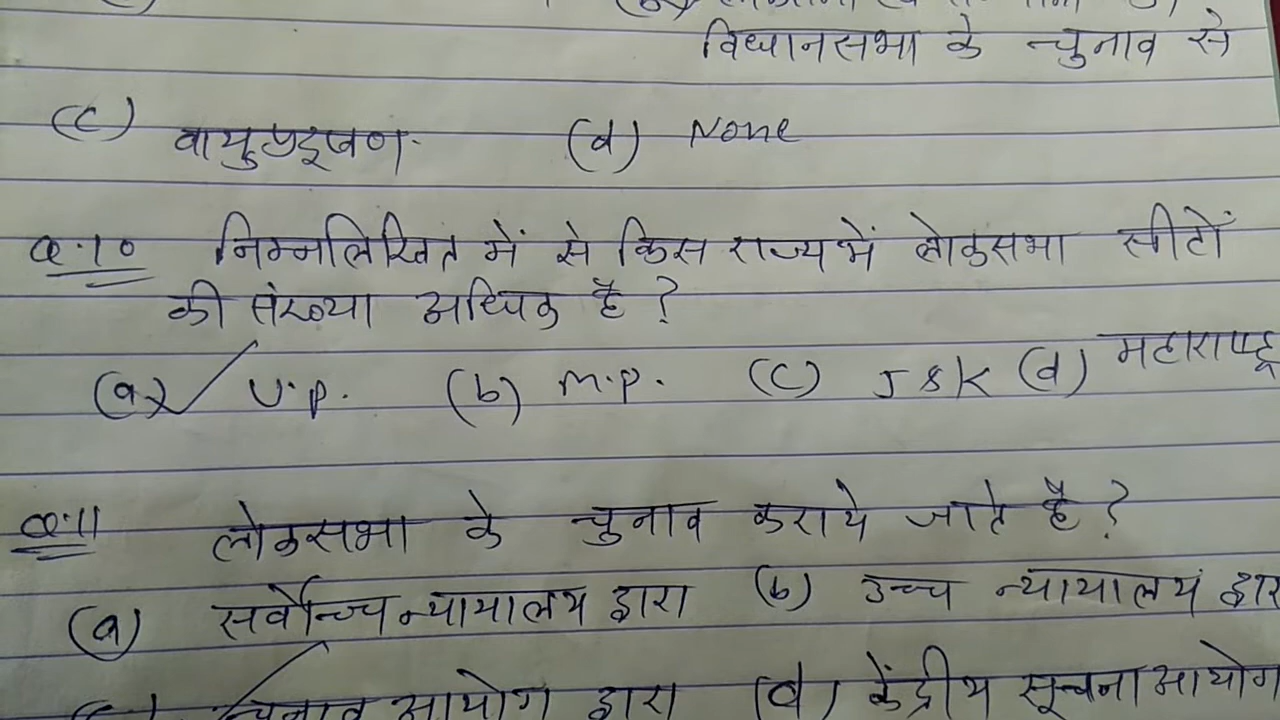 विधानसभा के चुनाव से
(c) वायुप्रदूषण. (d) None
Q.10 निम्नलिखित में से किस राज्य में लोकसभा सीटों
की संख्या अधिक है ?
(a) U.P. (b) M.P. (c) J&K (d) महाराष्ट्र
Q.11 लोकसभा के चुनाव कराये जाते है ?
(a) सर्वोच्च न्यायालय द्वारा (b) उच्च न्यायालय द्वारा
(c) चुनाव आयोग द्वारा (d) केंद्रीय सूचना आयोग